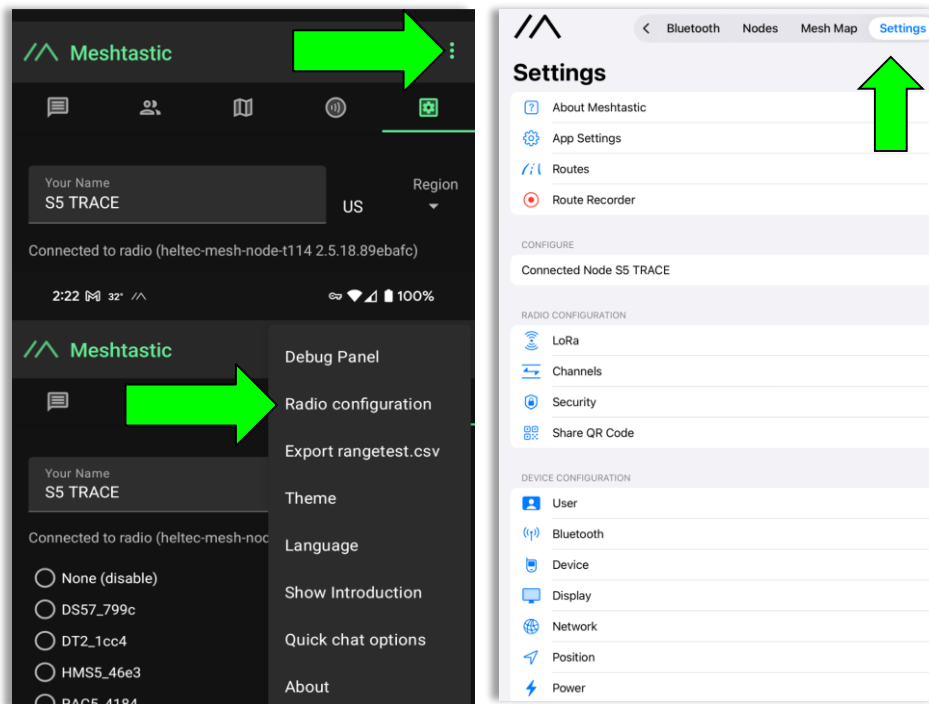 Meshtastic
Your Name
S5 TRACE
US
Region
Connected to radio (heltec-mesh-node-t114 2.5.18.89ebafc)
2:22
32°
100%
Meshtastic
Your Name
S5 TRACE
Connected to radio (heltec-mesh-noc
None (disable)
DS57_799c
DT2_1cc4
HMS5_46e3
Debug Panel
Radio configuration
Export rangetest.csv
Theme
Language
Show Introduction
Quick chat options
About
Bluetooth Nodes Mesh Map Settings
Settings
About Meshtastic
App Settings
Routes
Route Recorder
CONFIGURE
Connected Node S5 TRACE
RADIO CONFIGURATION
LoRa
Channels
Security
Share QR Code
DEVICE CONFIGURATION
User
Bluetooth
Device
Display
Network
Position
Power